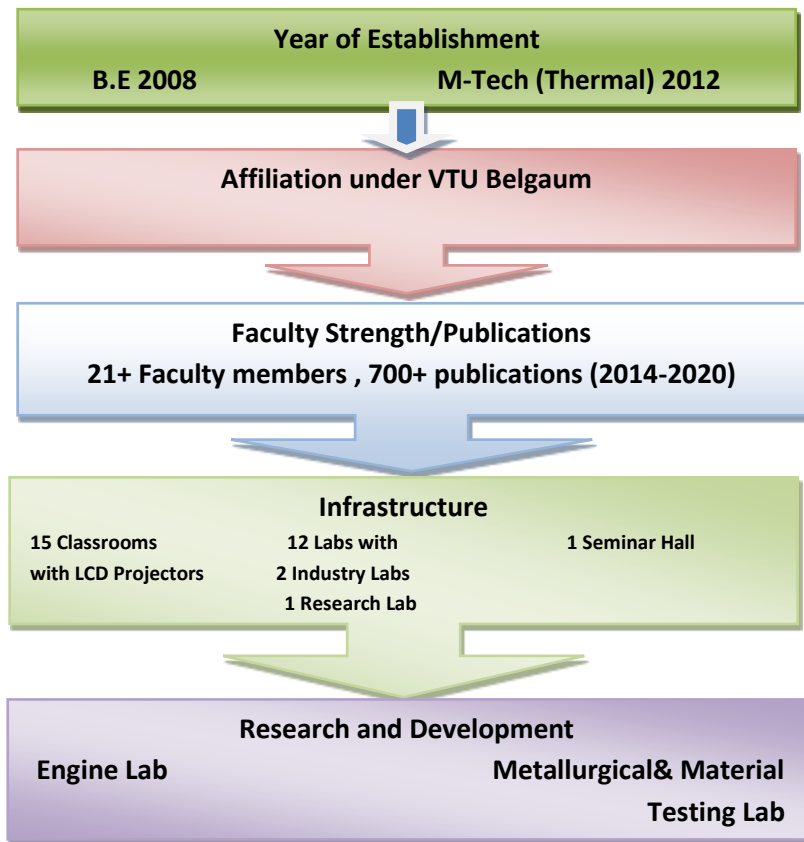 Year of Establishment
B.E 2008 M-Tech (Thermal) 2012
Affiliation under VTU Belgaum
Faculty Strength/Publications
21+ Faculty members , 700+ publications (2014-2020)
Infrastructure
15 Classrooms 12 Labs with 1 Seminar Hall
with LCD Projectors 2 Industry Labs
1 Research Lab
Research and Development
Engine Lab Metallurgical& Material
Testing Lab